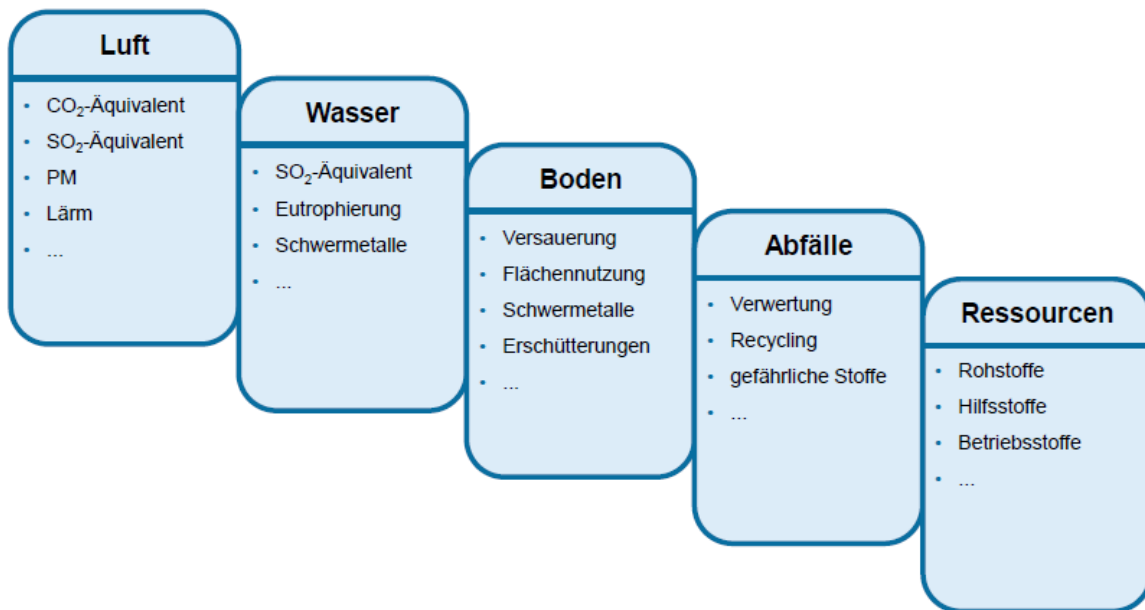 Luft
• CO₂-Äquivalent
• SO₂-Äquivalent
• PM
• Lärm
• ...
Wasser
• SO₂-Äquivalent
• Eutrophierung
• Schwermetalle
• ...
Boden
• Versauerung
• Flächennutzung
• Schwermetalle
• Erschütterungen
• ...
Abfälle
• Verwertung
• Recycling
• gefährliche Stoffe
• ...
Ressourcen
• Rohstoffe
• Hilfsstoffe
• Betriebsstoffe
• ...